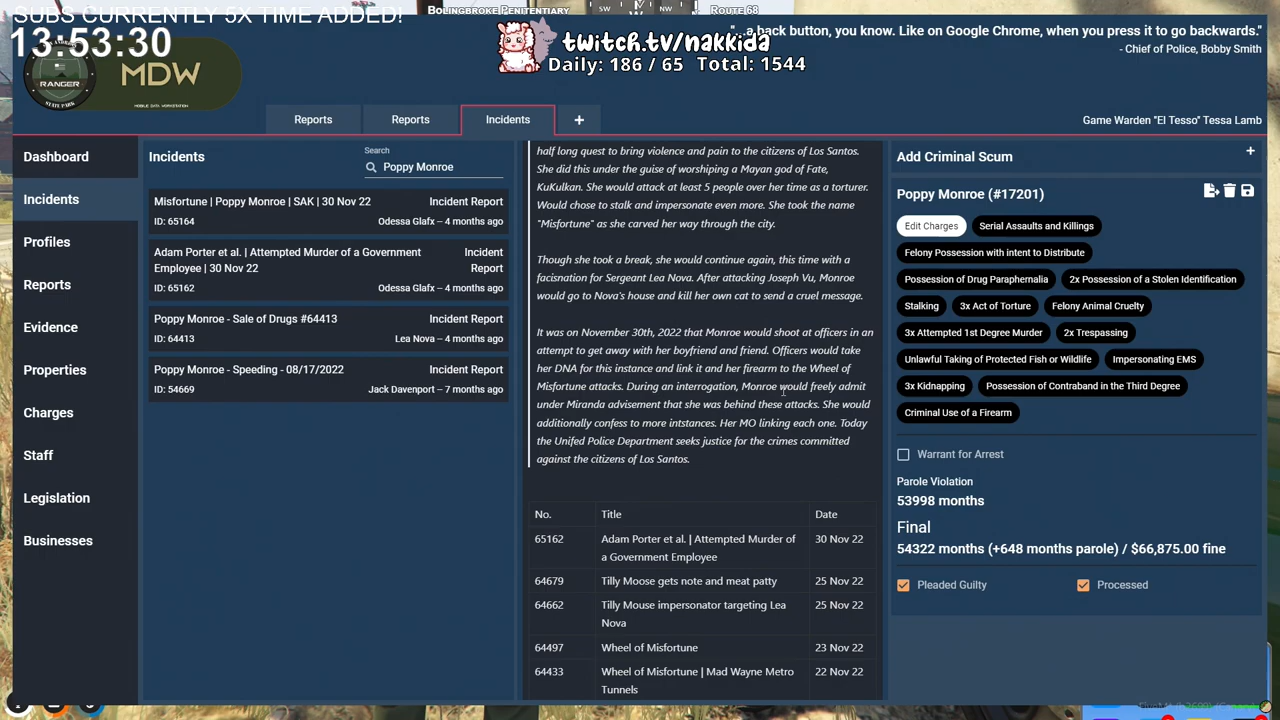 SUBS CURRENTLY 5X TIME ADDED!
13:53:30
BOLINGBROKE PENITENTIARY
SW
W
NW
ROUTE 68
twitch.tv/nakkida
Daily: 186 / 65 Total: 1544
"...a back button, you know. Like on Google Chrome, when you press it to go backwards."
- Chief of Police, Bobby Smith
RANGER
STATE PARK
MDW
MOBILE DATA WORKSTATION
Reports
Reports
Incidents
+
Game Warden "El Tesso" Tessa Lamb
Dashboard
Incidents
Profiles
Reports
Evidence
Properties
Charges
Staff
Legislation
Businesses
Incidents
Search
Poppy Monroe
Misfortune | Poppy Monroe | SAK | 30 Nov 22
Incident Report
ID: 65164
Odessa Glafx – 4 months ago
Adam Porter et al. | Attempted Murder of a Government
Employee | 30 Nov 22
Incident
Report
ID: 65162
Odessa Glafx – 4 months ago
Poppy Monroe - Sale of Drugs #64413
Incident Report
ID: 64413
Lea Nova – 4 months ago
Poppy Monroe - Speeding - 08/17/2022
Incident Report
ID: 54669
Jack Davenport – 7 months ago
half long quest to bring violence and pain to the citizens of Los Santos.
She did this under the guise of worshiping a Mayan god of Fate,
KuKulkan. She would attack at least 5 people over her time as a torturer.
Would chose to stalk and impersonate even more. She took the name
"Misfortune" as she carved her way through the city.
Though she took a break, she would continue again, this time with a
facisnation for Sergeant Lea Nova. After attacking Joseph Vu, Monroe
would go to Nova's house and kill her own cat to send a cruel message.
It was on November 30th, 2022 that Monroe would shoot at officers in an
attempt to get away with her boyfriend and friend. Officers would take
her DNA for this instance and link it and her firearm to the Wheel of
Misfortune attacks. During an interrogation, Monroe would freely admit
under Miranda advisement that she was behind these attacks. She would
additionally confess to more intstances. Her MO linking each one. Today
the Unifed Police Department seeks justice for the crimes committed
against the citizens of Los Santos.
No. Title Date
65162 Adam Porter et al. | Attempted Murder of 30 Nov 22
a Government Employee
64679 Tilly Moose gets note and meat patty 25 Nov 22
64662 Tilly Mouse impersonator targeting Lea 25 Nov 22
Nova
64497 Wheel of Misfortune 23 Nov 22
64433 Wheel of Misfortune | Mad Wayne Metro 22 Nov 22
Tunnels
Add Criminal Scum
+
Poppy Monroe (#17201)
Edit Charges
Serial Assaults and Killings
Felony Possession with intent to Distribute
Possession of Drug Paraphernalia
2x Possession of a Stolen Identification
Stalking
3x Act of Torture
Felony Animal Cruelty
3x Attempted 1st Degree Murder
2x Trespassing
Unlawful Taking of Protected Fish or Wildlife
Impersonating EMS
3x Kidnapping
Possession of Contraband in the Third Degree
Criminal Use of a Firearm
Warrant for Arrest
Parole Violation
53998 months
Final
54322 months (+648 months parole) / $66,875.00 fine
Pleaded Guilty
Processed